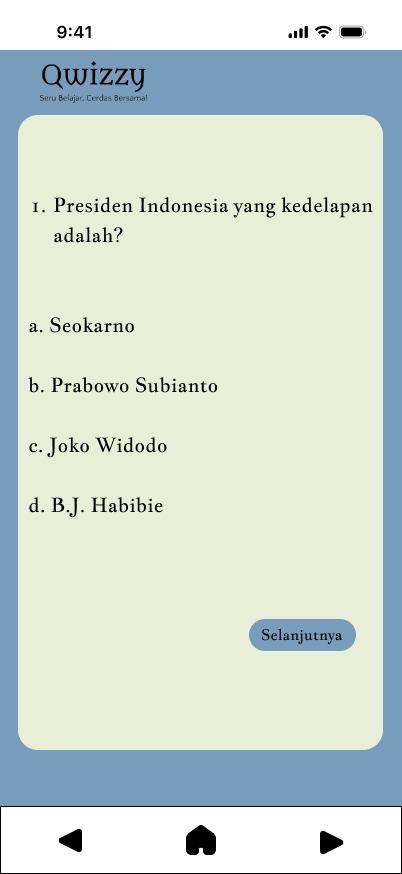 9:41
Qwizzy
Seru Belajar, Cerdas Bersama!
1. Presiden Indonesia yang kedelapan
adalah?
a. Seokarno
b. Prabowo Subianto
c. Joko Widodo
d. B.J. Habibie
Selanjutnya